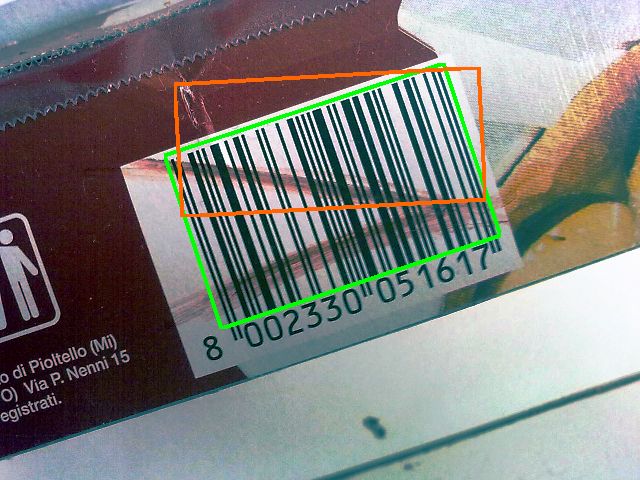 8 "002330"051617"
o di Pioltello (Mi)
O) Via P. Nenni 15
egistrati.